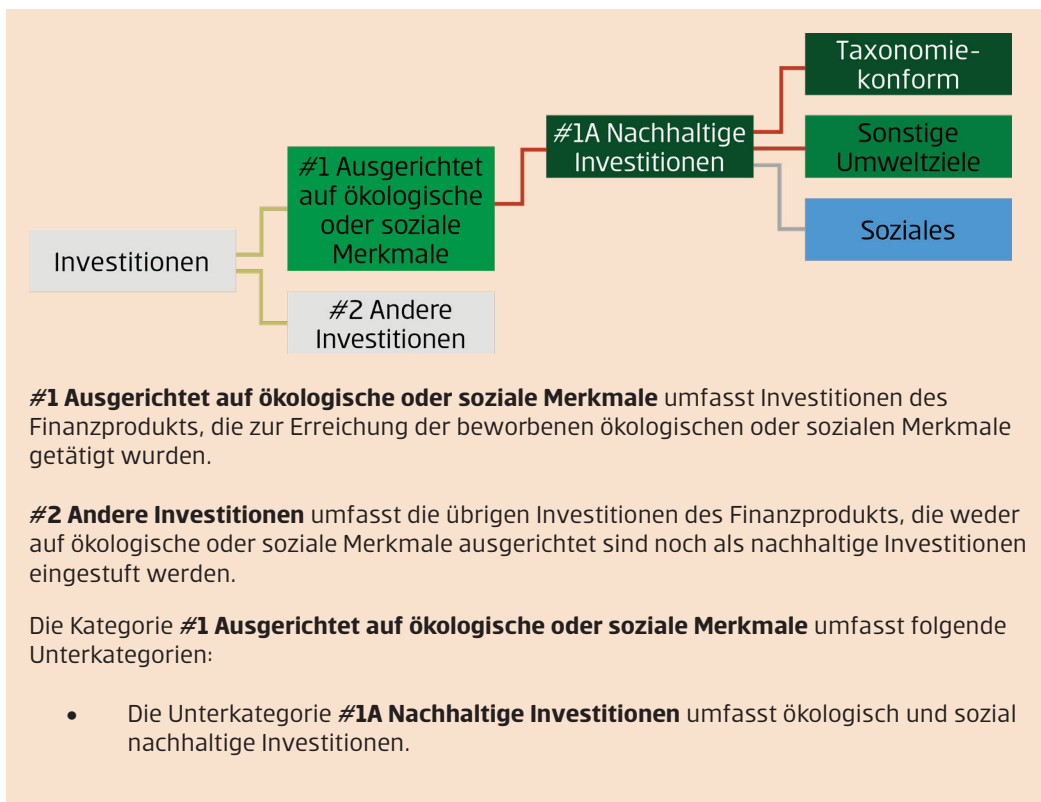 Taxonomie-
konform
#1A Nachhaltige
Investitionen
Sonstige
Umweltziele
#1 Ausgerichtet
auf ökologische
oder soziale
Merkmale
Soziales
Investitionen
#2 Andere
Investitionen
#1 Ausgerichtet auf ökologische oder soziale Merkmale umfasst Investitionen des
Finanzprodukts, die zur Erreichung der beworbenen ökologischen oder sozialen Merkmale
getätigt wurden.
#2 Andere Investitionen umfasst die übrigen Investitionen des Finanzprodukts, die weder
auf ökologische oder soziale Merkmale ausgerichtet sind noch als nachhaltige Investitionen
eingestuft werden.
Die Kategorie #1 Ausgerichtet auf ökologische oder soziale Merkmale umfasst folgende
Unterkategorien:
• Die Unterkategorie #1A Nachhaltige Investitionen umfasst ökologisch und sozial
nachhaltige Investitionen.